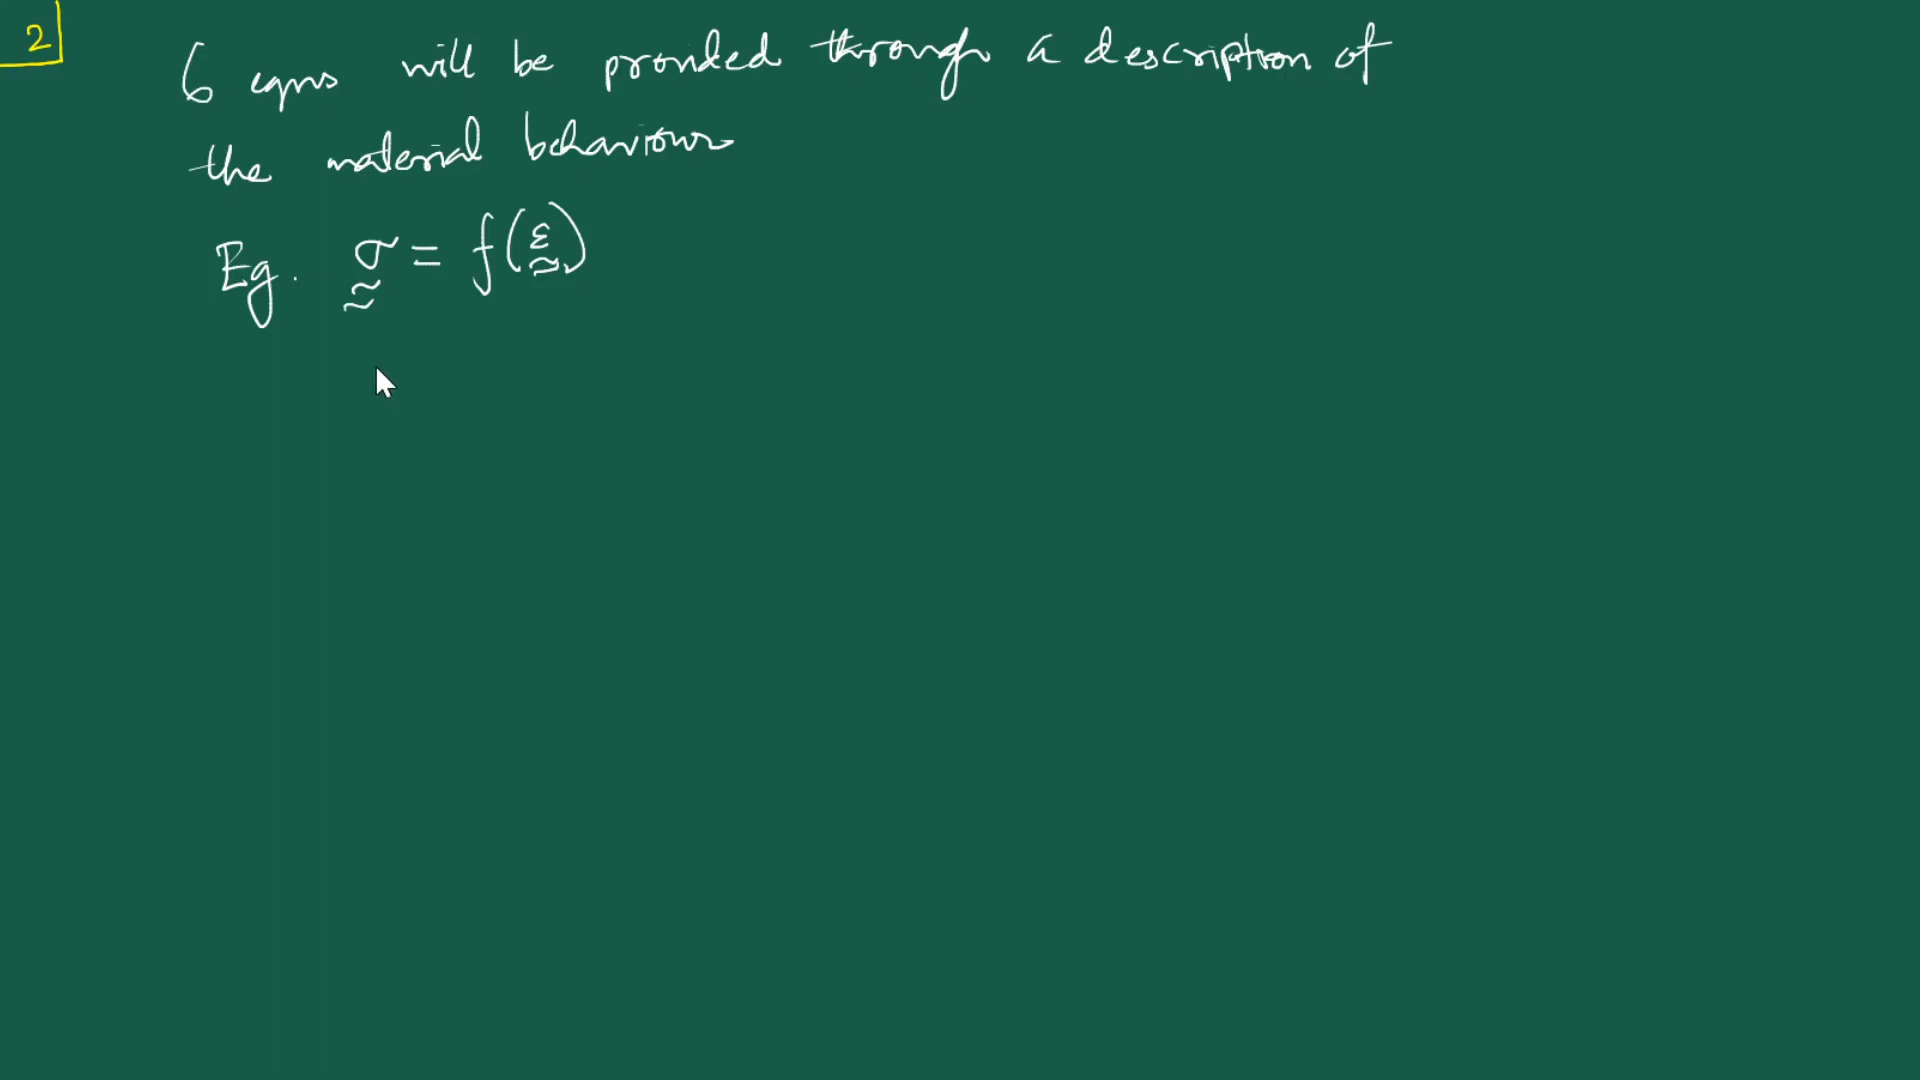 2
6 eqns will be provided through a description of
the material behaviour
Eg. σ = f(ε)